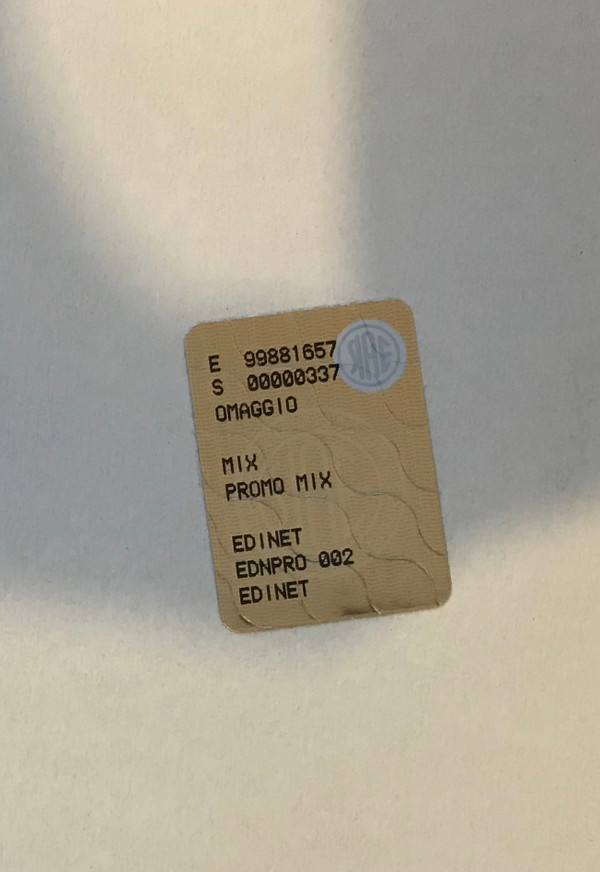 E 99881657
S 00000337
OMAGGIO
MIX
PROMO MIX
EDINET
EDNPRO 002
EDINET